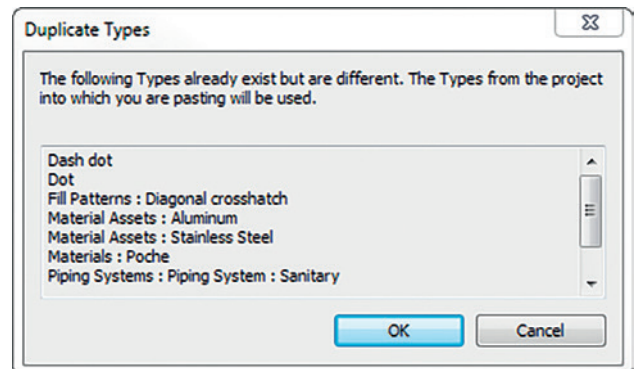 Duplicate Types
The following Types already exist but are different. The Types from the project
into which you are pasting will be used.
Dash dot
Dot
Fill Patterns : Diagonal crosshatch
Material Assets : Aluminum
Material Assets : Stainless Steel
Materials : Poche
Piping Systems : Piping System : Sanitary
OK Cancel